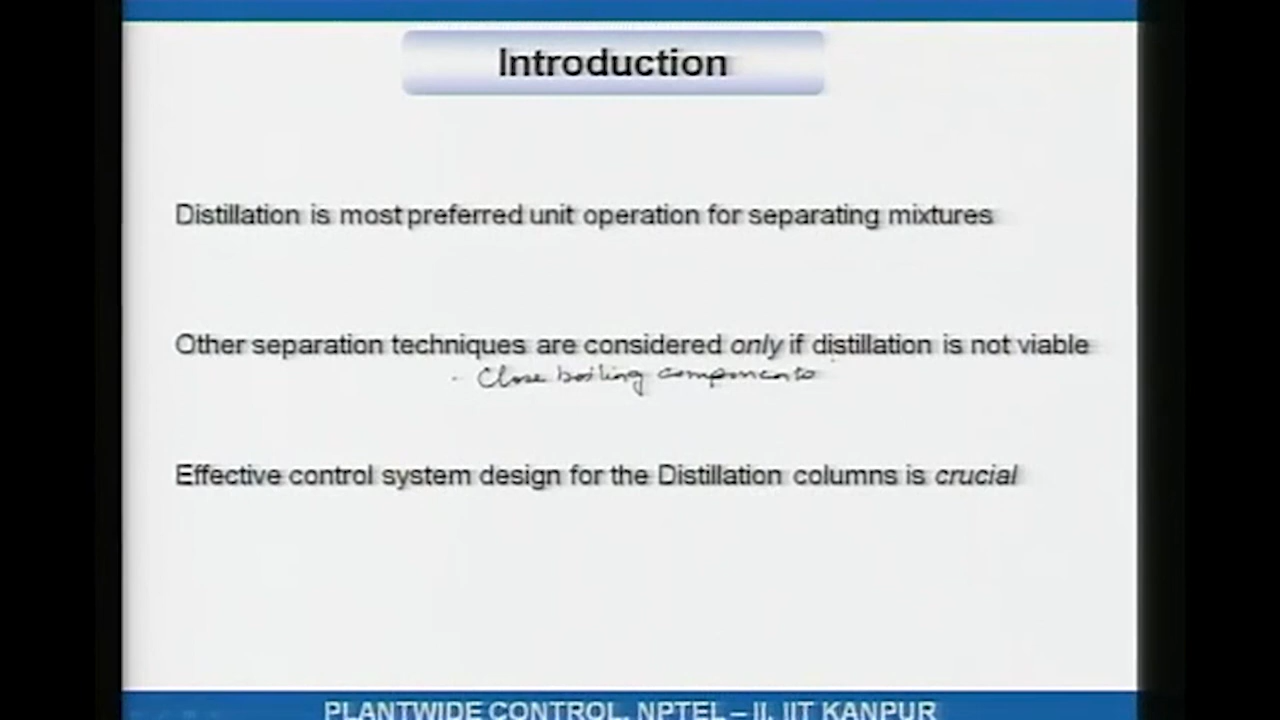 Introduction
Distillation is most preferred unit operation for separating mixtures
Other separation techniques are considered only if distillation is not viable
- Close boiling components
Effective control system design for the Distillation columns is crucial
PLANTWIDE CONTROL, NPTEL – II, IIT KANPUR